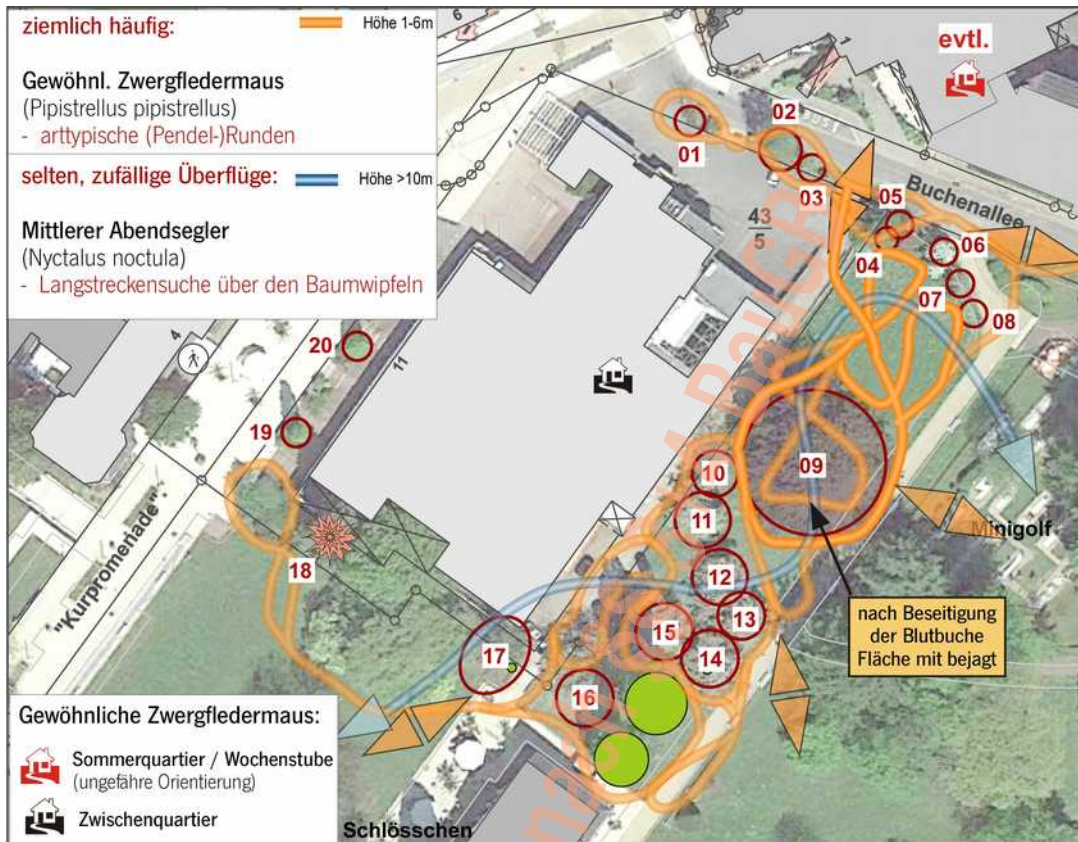 ziemlich häufig:
Höhe 1-6m
Gewöhnl. Zwergfledermaus
(Pipistrellus pipistrellus)
- arttypische (Pendel-)Runden
selten, zufällige Überflüge:
Höhe >10m
Mittlerer Abendsegler
(Nyctalus noctula)
- Langstreckensuche über den Baumwipfeln
6
1
evtl.
BUS
02
01
03
43
5
05
Buchenallee
06
04
07
08
4
20
11
19
10
09
11
Minigolf
"Kurpromenade"
18
12
13
nach Beseitigung
der Blutbuche
Fläche mit bejagt
15
17
14
16
Gewöhnliche Zwergfledermaus:
Sommerquartier / Wochenstube
(ungefähre Orientierung)
Zwischenquartier
Schlösschen